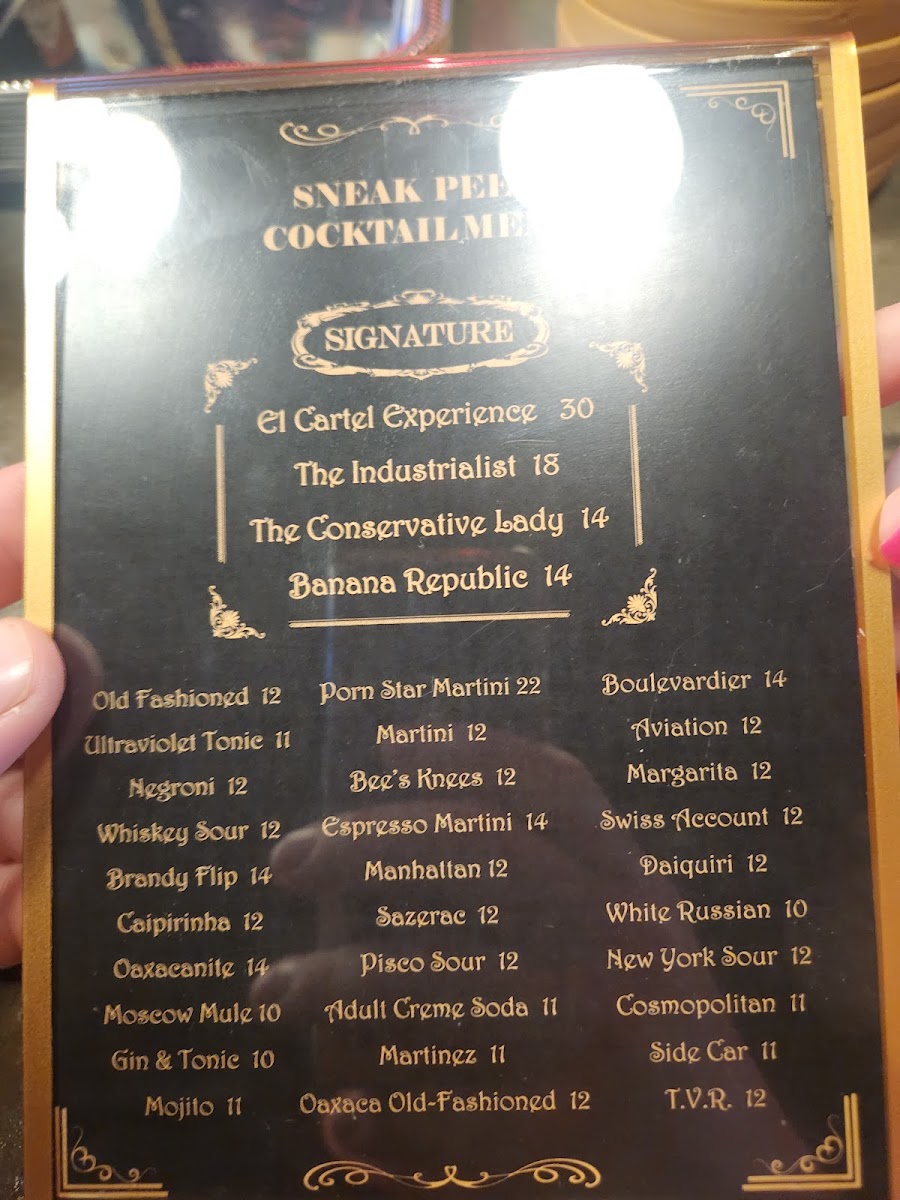 SNEAK
COCKTAIL
SIGNATURE
El Cartel Experience 30
The Industrialist 18
The Conservative Lady 14
Banana Republic 14
Old Fashioned 12
Ultraviolet Tonic 11
Negroni 12
Whiskey Sour 12
Brandy Flip 14
Caipirinha 12
Oaxacanite 14
Moscow Mule 10
Gin & Tonic 10
Mojito 11
Porn Star Martini 22
Martini 12
Bee's Knees 12
Espresso Martini 14
Manhattan 12
Sazerac 12
Pisco Sour 12
Adult Creme Soda 11
Martinez 11
Oaxaca Old-Fashioned 12
Boulevardier 14
Aviation 12
Margarita 12
Swiss Account 12
Daiquiri 12
White Russian 10
New York Sour 12
Cosmopolitan 11
Side Car 11
T.V.R. 12